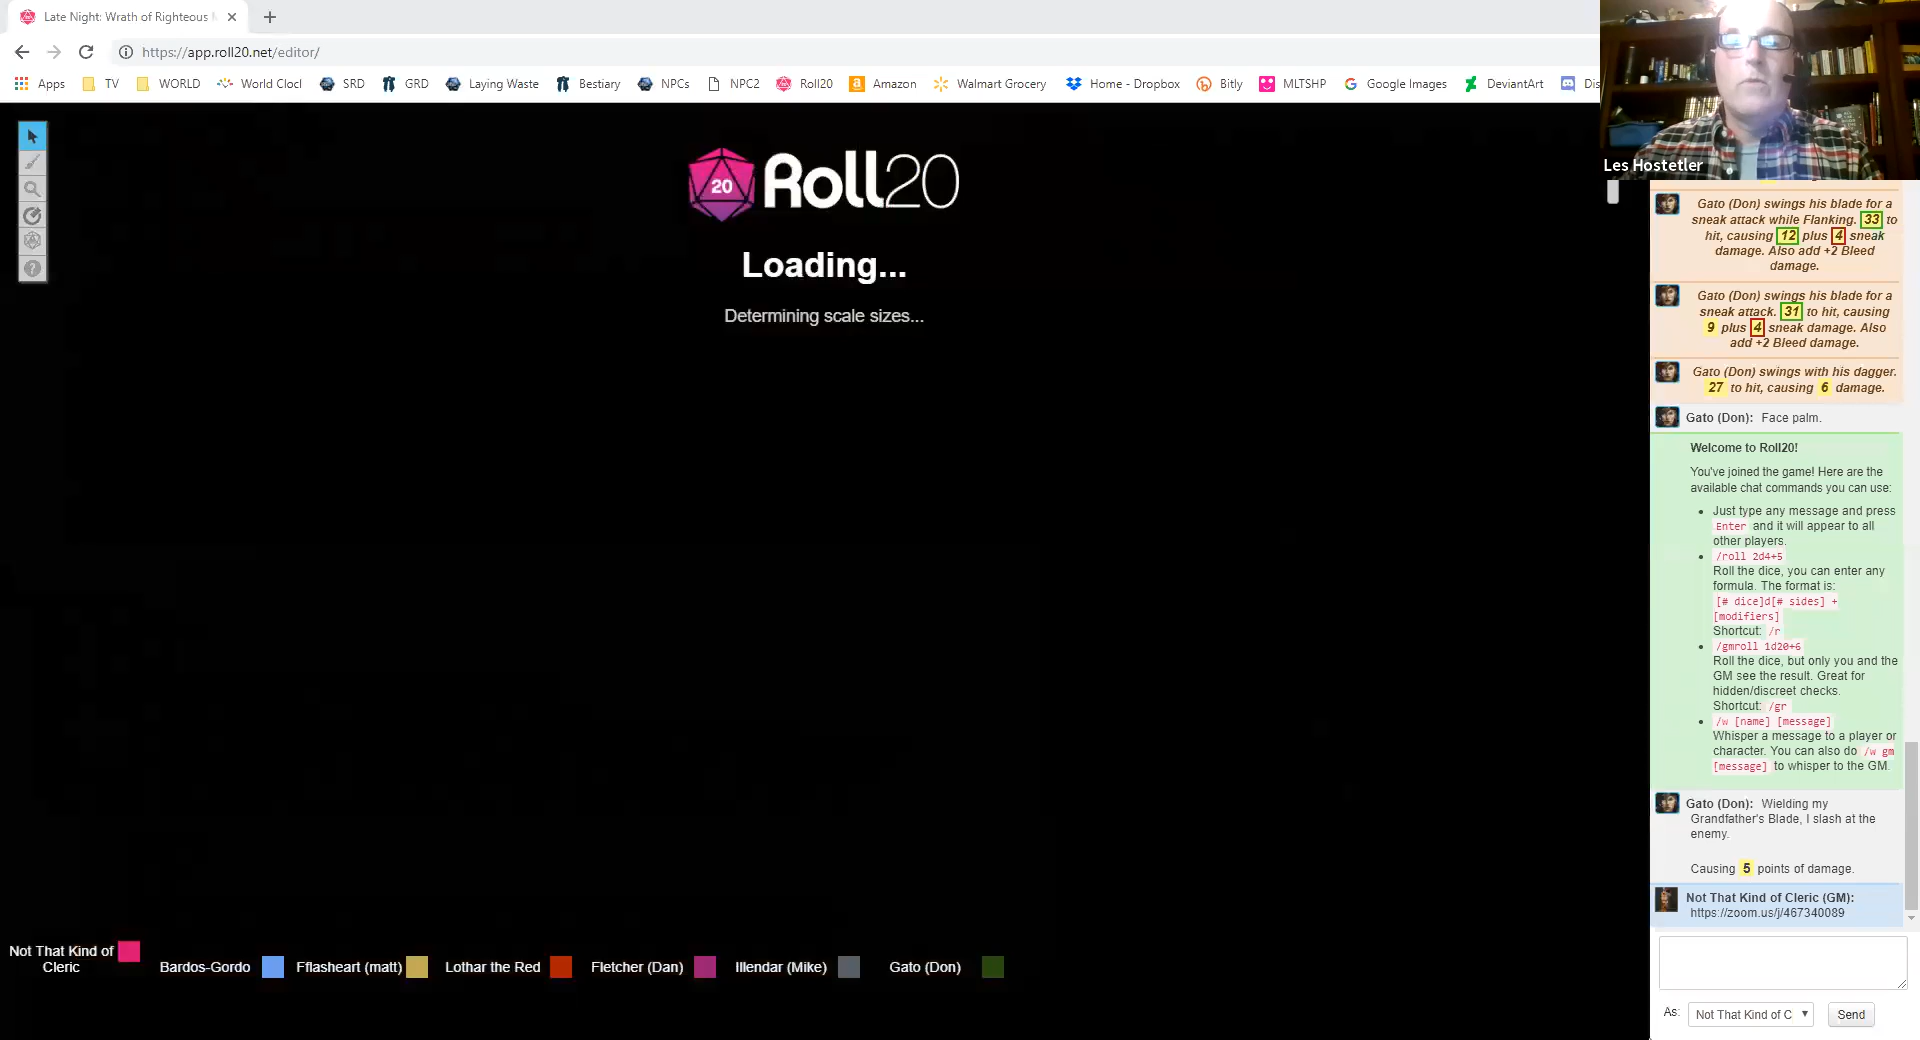 Late Night: Wrath of Righteous
https://app.roll20.net/editor/
Apps TV WORLD World Clocl SRD GRD Laying Waste Bestiary NPCs NPC2 Roll20 Amazon Walmart Grocery Home - Dropbox Bitly MLTSHP Google Images DeviantArt Dis
Les Hostetler
20 Roll20
Loading...
Determining scale sizes...
Gato (Don) swings his blade for a
sneak attack while Flanking. 33 to
hit, causing 12 plus 4 sneak
damage. Also add +2 Bleed
damage.
Gato (Don) swings his blade for a
sneak attack. 31 to hit, causing
9 plus 4 sneak damage. Also
add +2 Bleed damage.
Gato (Don) swings with his dagger.
27 to hit, causing 6 damage.
Gato (Don): Face palm.
Welcome to Roll20!
You've joined the game! Here are the
available chat commands you can use:
• Just type any message and press
Enter and it will appear to all
other players.
• /roll 2d4+5
Roll the dice, you can enter any
formula. The format is:
[# dice]d[# sides] +
[modifiers]
Shortcut: /r
• /gmroll 1d20+6
Roll the dice, but only you and the
GM see the result. Great for
hidden/discreet checks.
Shortcut: /gr
• /w [name] [message]
Whisper a message to a player or
character. You can also do /w gm
[message] to whisper to the GM.
Gato (Don): Wielding my
Grandfather's Blade, I slash at the
enemy.
Causing 5 points of damage.
Not That Kind of Cleric (GM):
https://zoom.us/j/467340089
As: Not That Kind of C Send
Not That Kind of
Cleric
Bardos-Gordo Fflasheart (matt) Lothar the Red Fletcher (Dan) Illendar (Mike) Gato (Don)